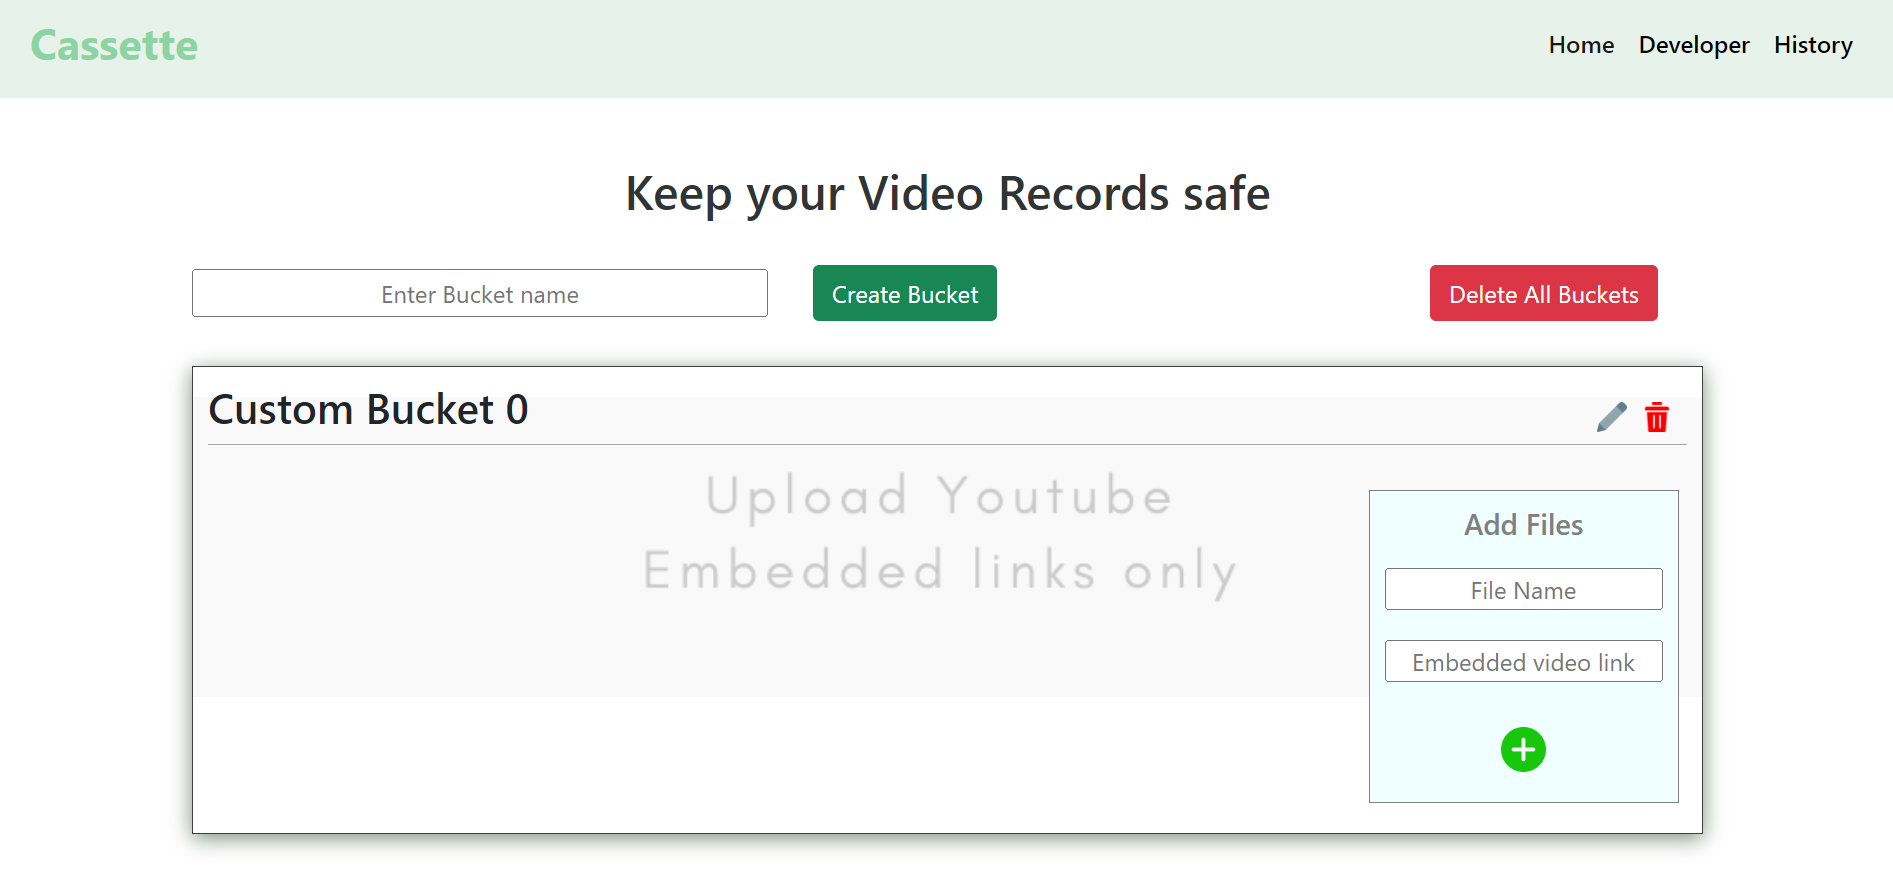 Cassette
Home Developer History
Keep your Video Records safe
Enter Bucket name
Create Bucket
Delete All Buckets
Custom Bucket 0
Upload Youtube
Embedded links only
Add Files
File Name
Embedded video link